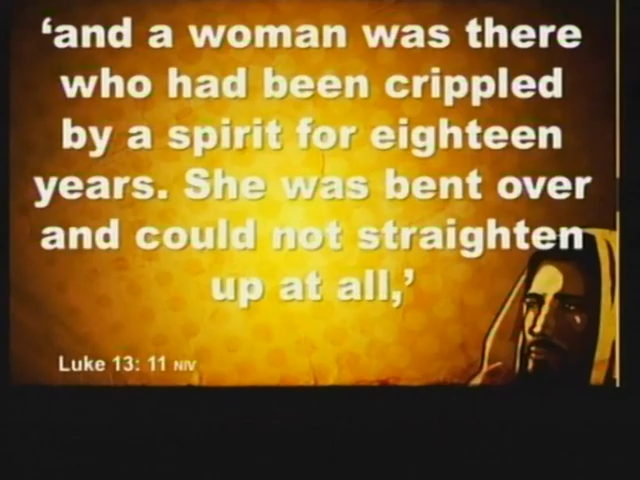 ‘and a woman was there
who had been crippled
by a spirit for eighteen
years. She was bent over
and could not straighten
up at all,’
Luke 13: 11 NIV